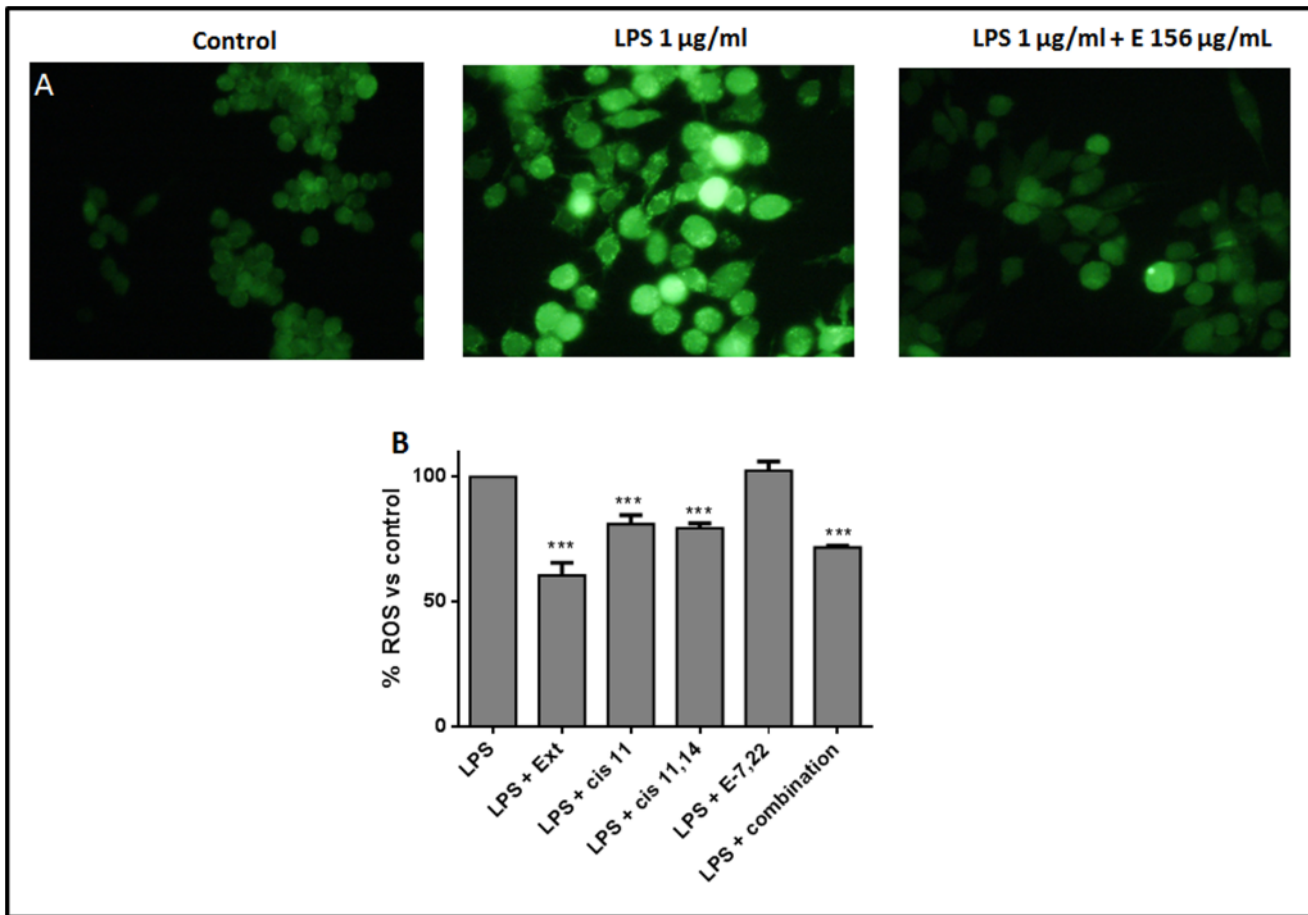 Control
LPS 1 µg/ml
LPS 1 µg/ml + E 156 µg/mL
A
B
% ROS vs control
100
50
0
***
***
***
***
LPS
LPS + Ext
LPS + cis 11
LPS + cis 11,14
LPS + E-7,22
LPS + combination